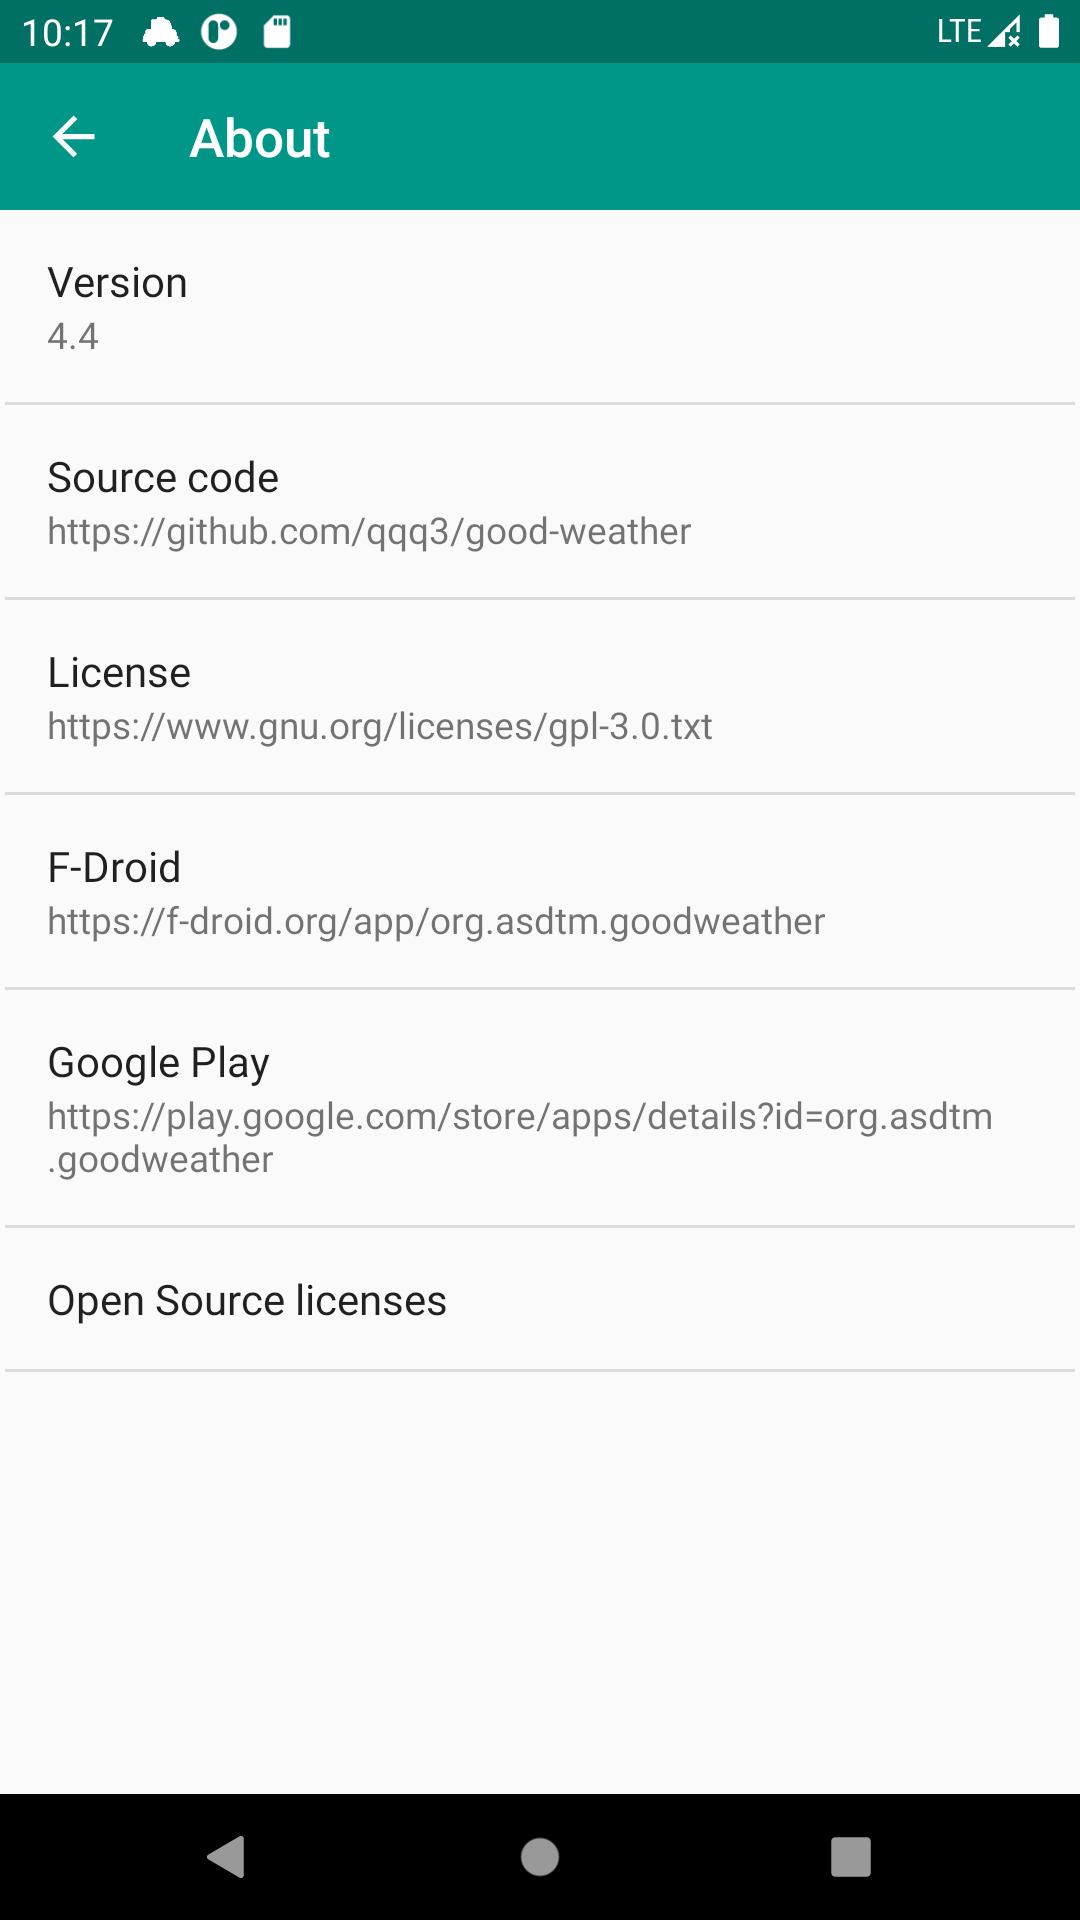 10:17
LTE
About
Version
4.4
Source code
https://github.com/qqq3/good-weather
License
https://www.gnu.org/licenses/gpl-3.0.txt
F-Droid
https://f-droid.org/app/org.asdtm.goodweather
Google Play
https://play.google.com/store/apps/details?id=org.asdtm
.goodweather
Open Source licenses